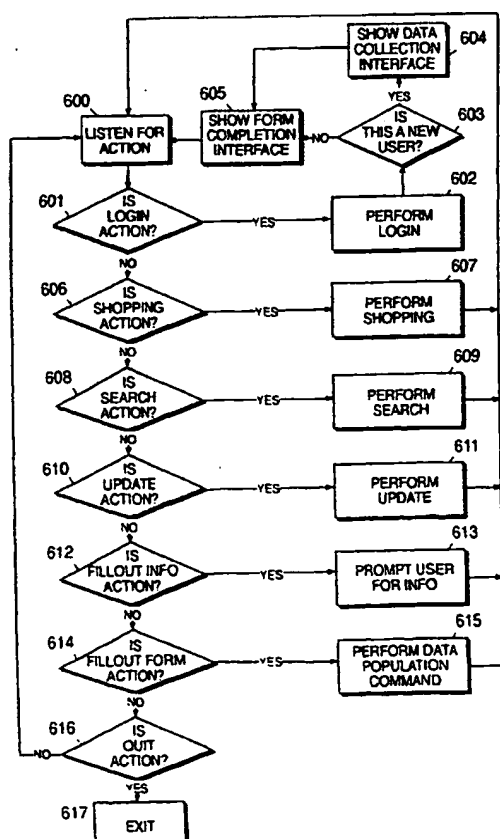 SHOW DATA
COLLECTION
INTERFACE
604
600
605
YES
LISTEN FOR
ACTION
SHOW FORM
COMPLETION
INTERFACE
NO
IS
THIS A NEW
USER?
603
601
IS
LOGIN
ACTION?
YES
602
PERFORM
LOGIN
NO
606
IS
SHOPPING
ACTION?
YES
607
PERFORM
SHOPPING
NO
608
IS
SEARCH
ACTION?
YES
609
PERFORM
SEARCH
NO
610
IS
UPDATE
ACTION?
YES
611
PERFORM
UPDATE
NO
612
IS
FILLOUT INFO
ACTION?
YES
613
PROMPT USER
FOR INFO
NO
614
IS
FILLOUT FORM
ACTION?
YES
615
PERFORM DATA
POPULATION
COMMAND
NO
616
IS
QUIT
ACTION?
NO
YES
617
EXIT